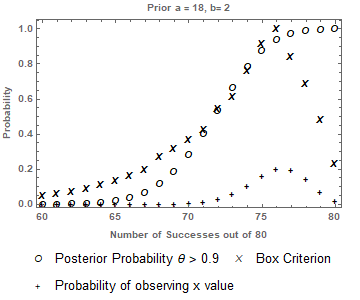 Prior a = 18, b= 2
1.0
0.8
0.6
0.4
0.2
0.0
Probability
60
65
70
75
80
Number of Successes out of 80
o Posterior Probability θ > 0.9 x Box Criterion
+ Probability of observing x value